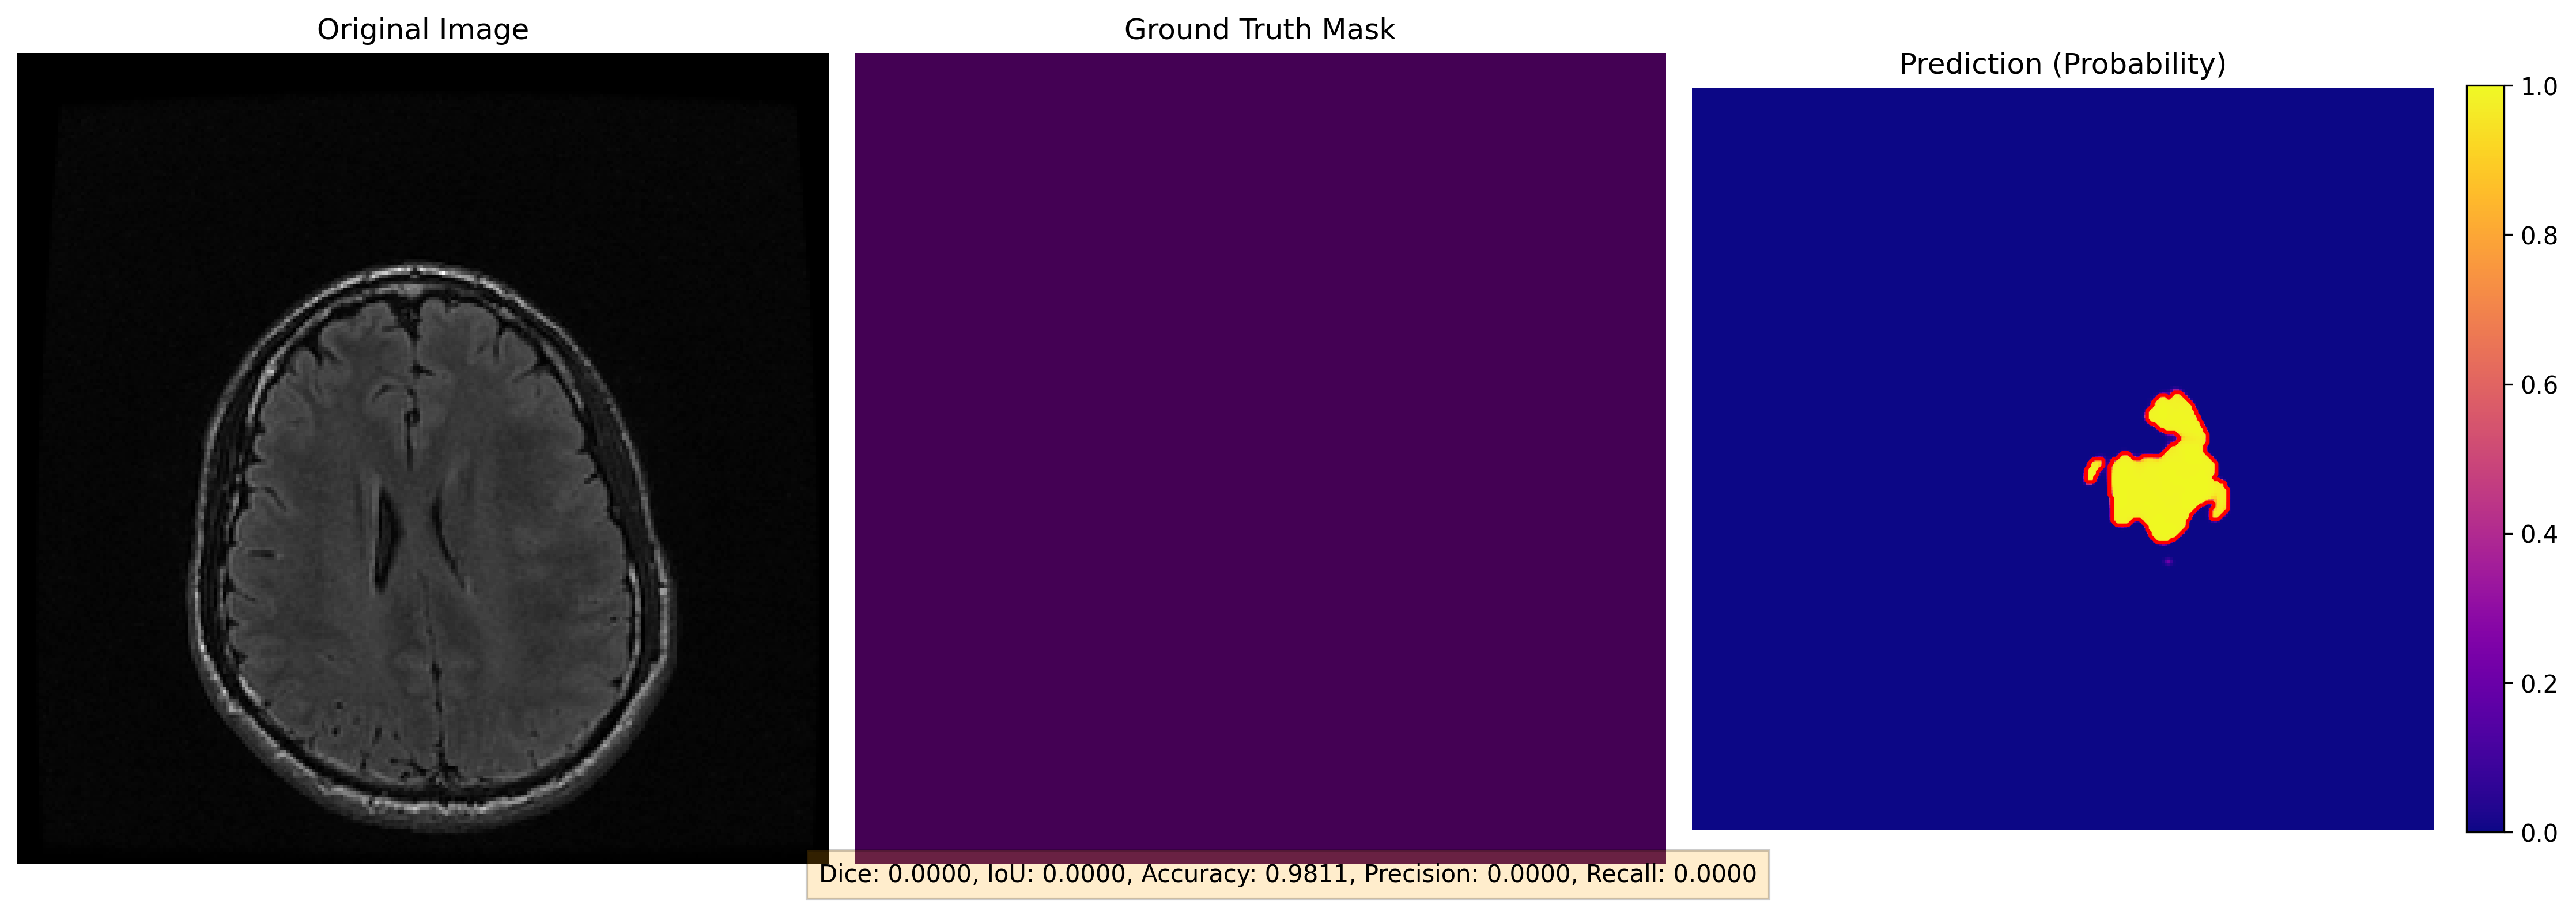 Original Image
Ground Truth Mask
Prediction (Probability)
1.0
0.8
0.6
0.4
0.2
0.0
Dice: 0.0000, IoU: 0.0000, Accuracy: 0.9811, Precision: 0.0000, Recall: 0.0000